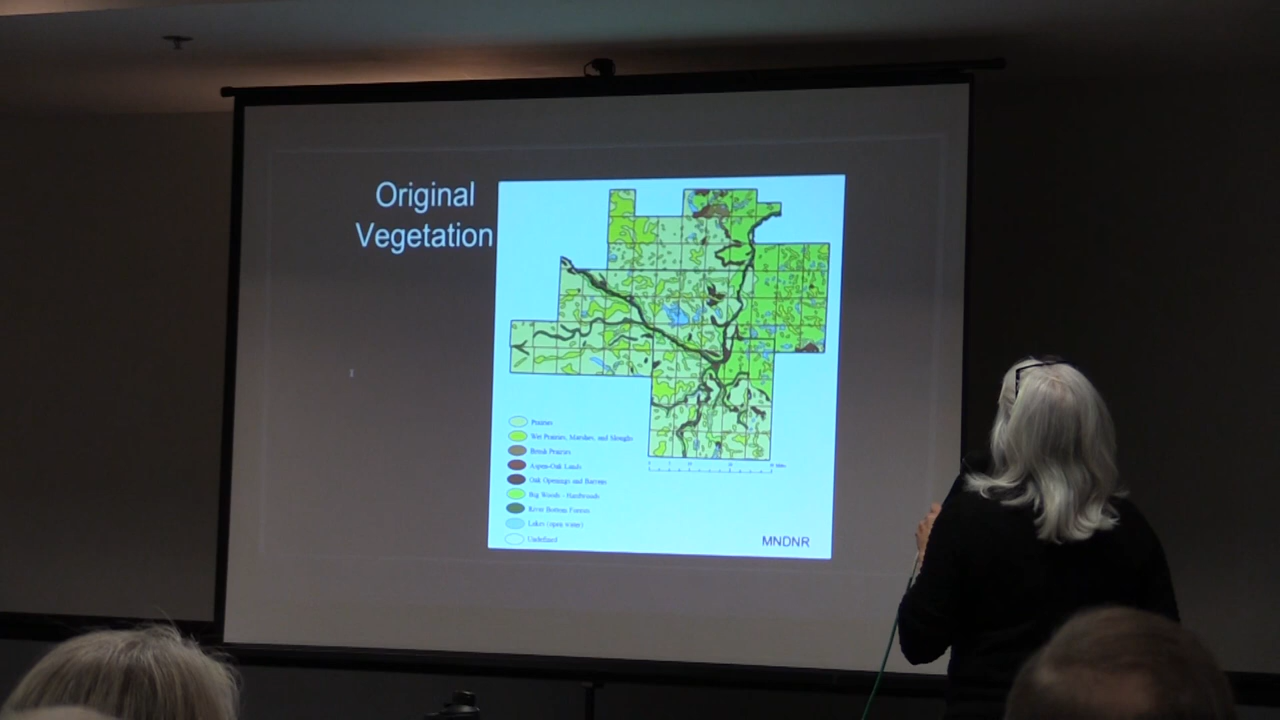 Original
Vegetation
Prairies
Wet Prairies, Marshes, and Sloughs
Brush Prairies
Aspen-Oak Lands
Oak Openings and Barrens
Big Woods - Hardwoods
River Bottom Forests
Lakes (open water)
Undefined
MNDNR